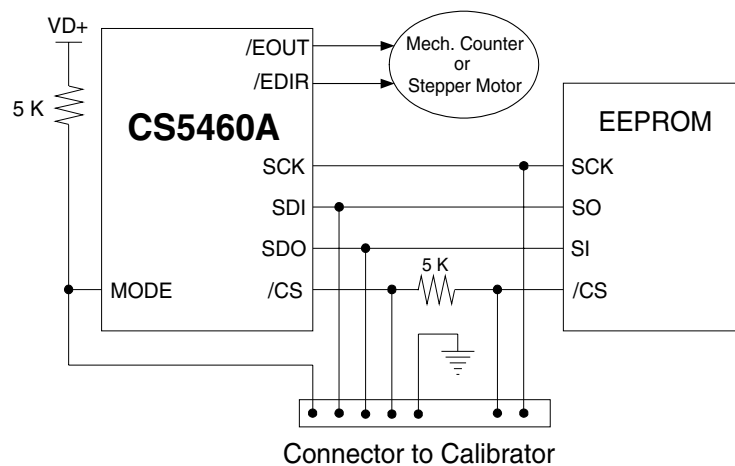 VD+
5 K
CS5460A
/EOUT
/EDIR
SCK
SDI
SDO
/CS
MODE
Mech. Counter
or
Stepper Motor
5 K
EEPROM
SCK
SO
SI
/CS
Connector to Calibrator